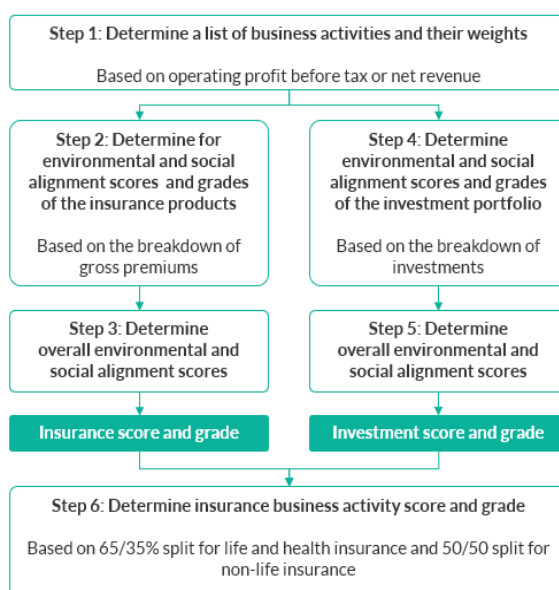 Step 1: Determine a list of business activities and their weights
Based on operating profit before tax or net revenue
Step 2: Determine for
environmental and social
alignment scores and grades
of the insurance products
Based on the breakdown of
gross premiums
Step 4: Determine
environmental and social
alignment scores and grades
of the investment portfolio
Based on the breakdown of
investments
Step 3: Determine
overall environmental and
social alignment scores
Step 5: Determine
overall environmental and
social alignment scores
Insurance score and grade
Investment score and grade
Step 6: Determine insurance business activity score and grade
Based on 65/35% split for life and health insurance and 50/50 split for
non-life insurance